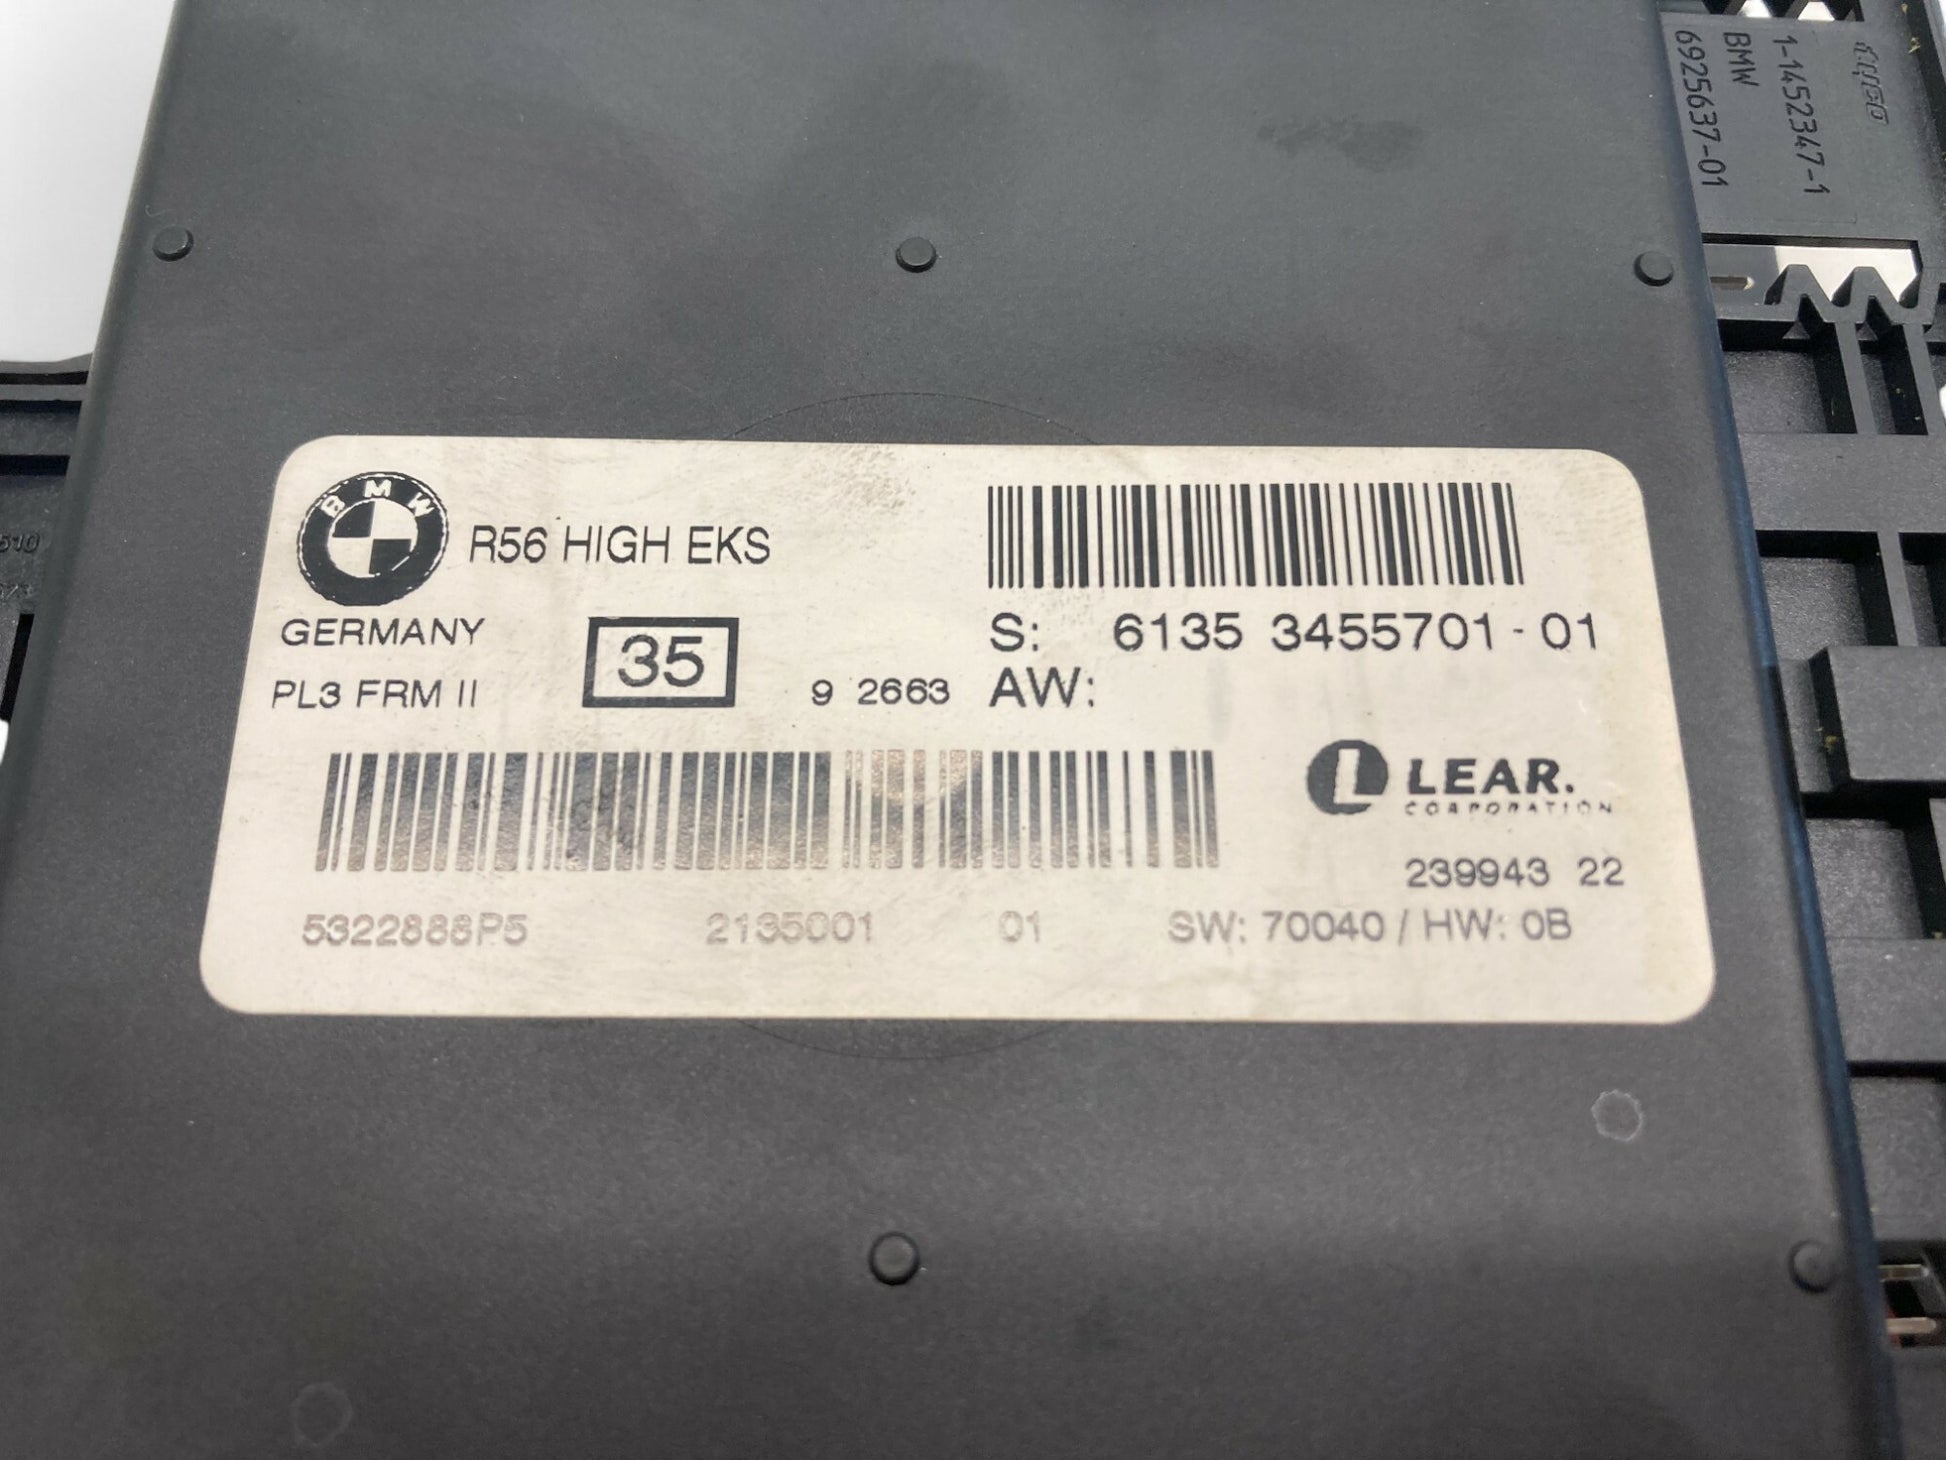 BMW
R56 HIGH EKS
GERMANY
35
S: 6135 3455701-01
PL3 FRM II
9 2663
AW:
LEAR.
CORPORATION
239943 22
5322888P5 2135001 01 SW: 70040 / HW: 0B
tyco
1-1452347-1
BMW
6925637-01